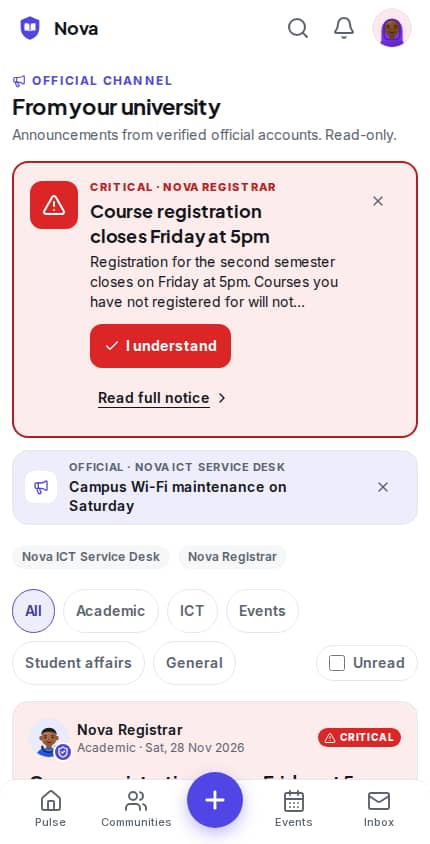 Nova
OFFICIAL CHANNEL
From your university
Announcements from verified official accounts. Read-only.
CRITICAL · NOVA REGISTRAR
Course registration
closes Friday at 5pm
Registration for the second semester
closes on Friday at 5pm. Courses you
have not registered for will not...
I understand
Read full notice
OFFICIAL · NOVA ICT SERVICE DESK
Campus Wi-Fi maintenance on
Saturday
Nova ICT Service Desk Nova Registrar
All Academic ICT Events
Student affairs General Unread
Nova Registrar
Academic · Sat, 28 Nov 2026
CRITICAL
Pulse Communities Events Inbox